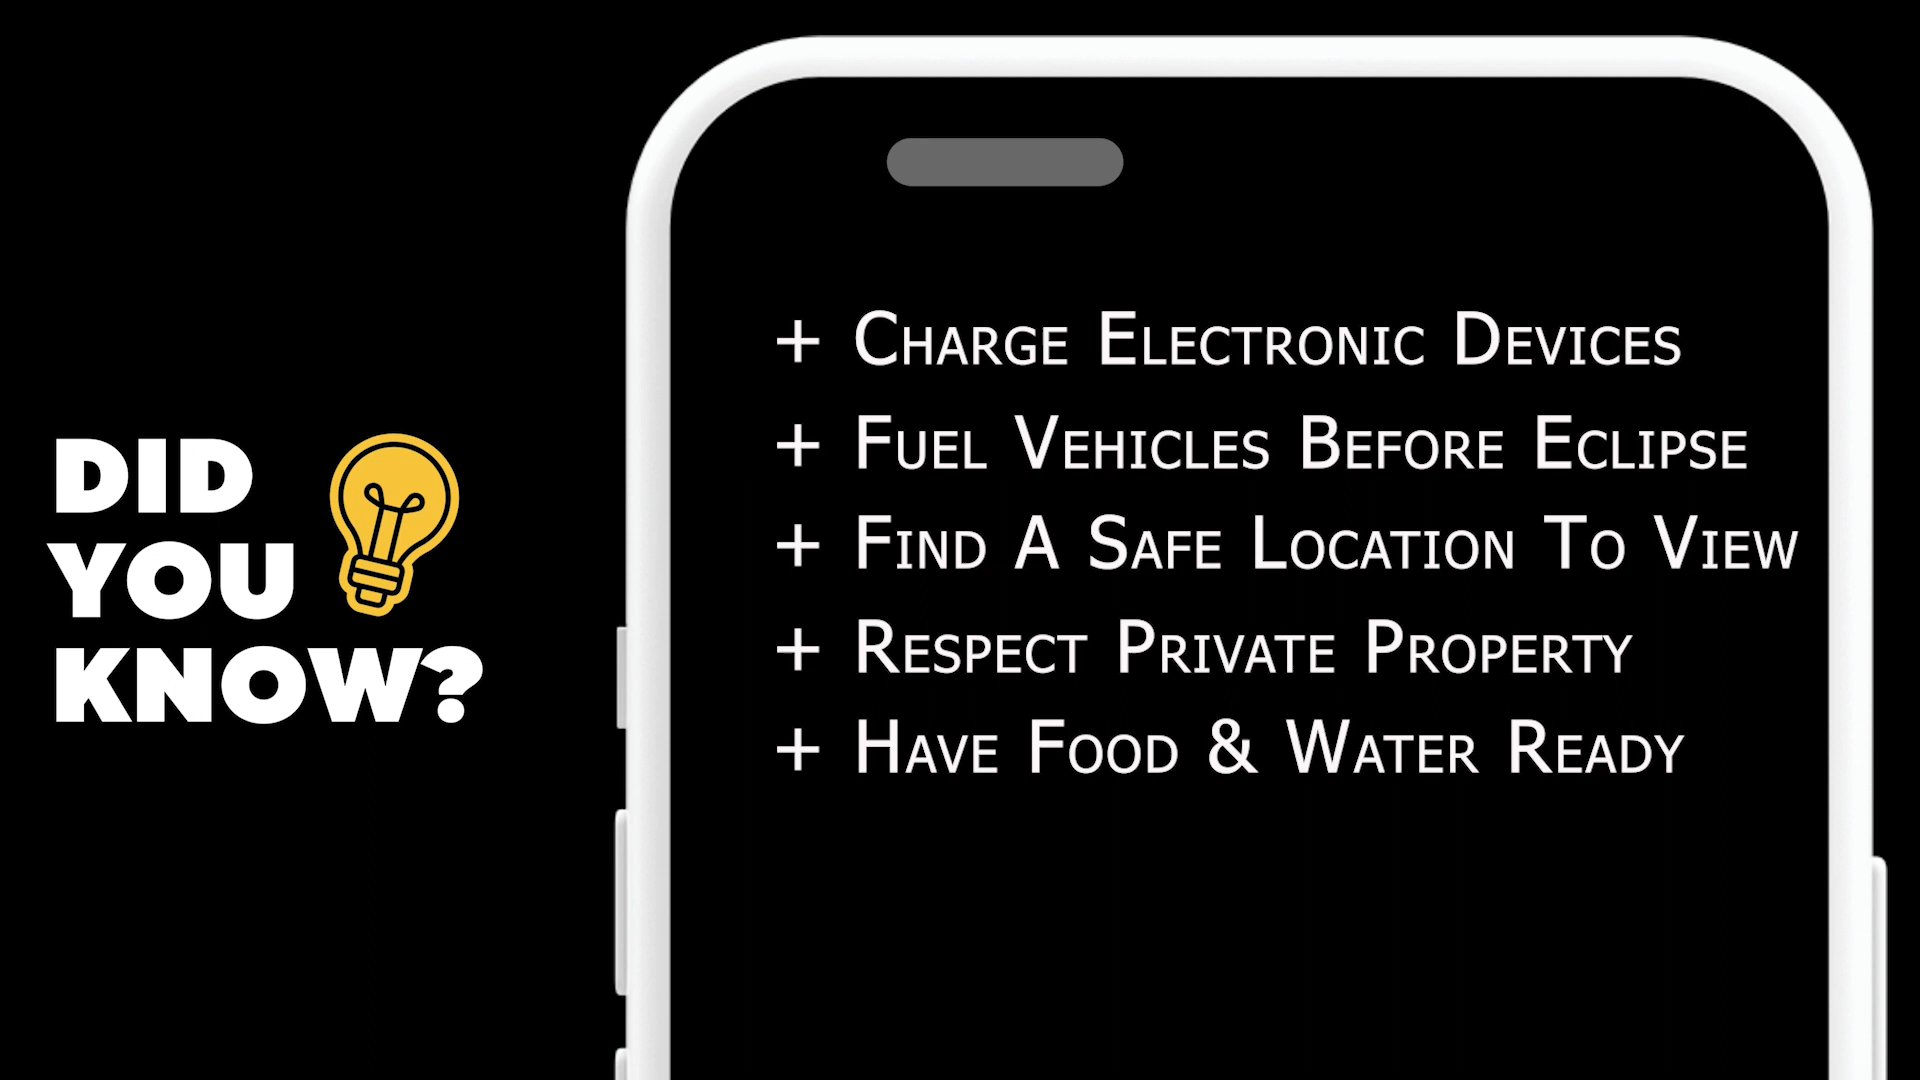 DID
YOU
KNOW?
+ Charge Electronic Devices
+ Fuel Vehicles Before Eclipse
+ Find A Safe Location To View
+ Respect Private Property
+ Have Food & Water Ready